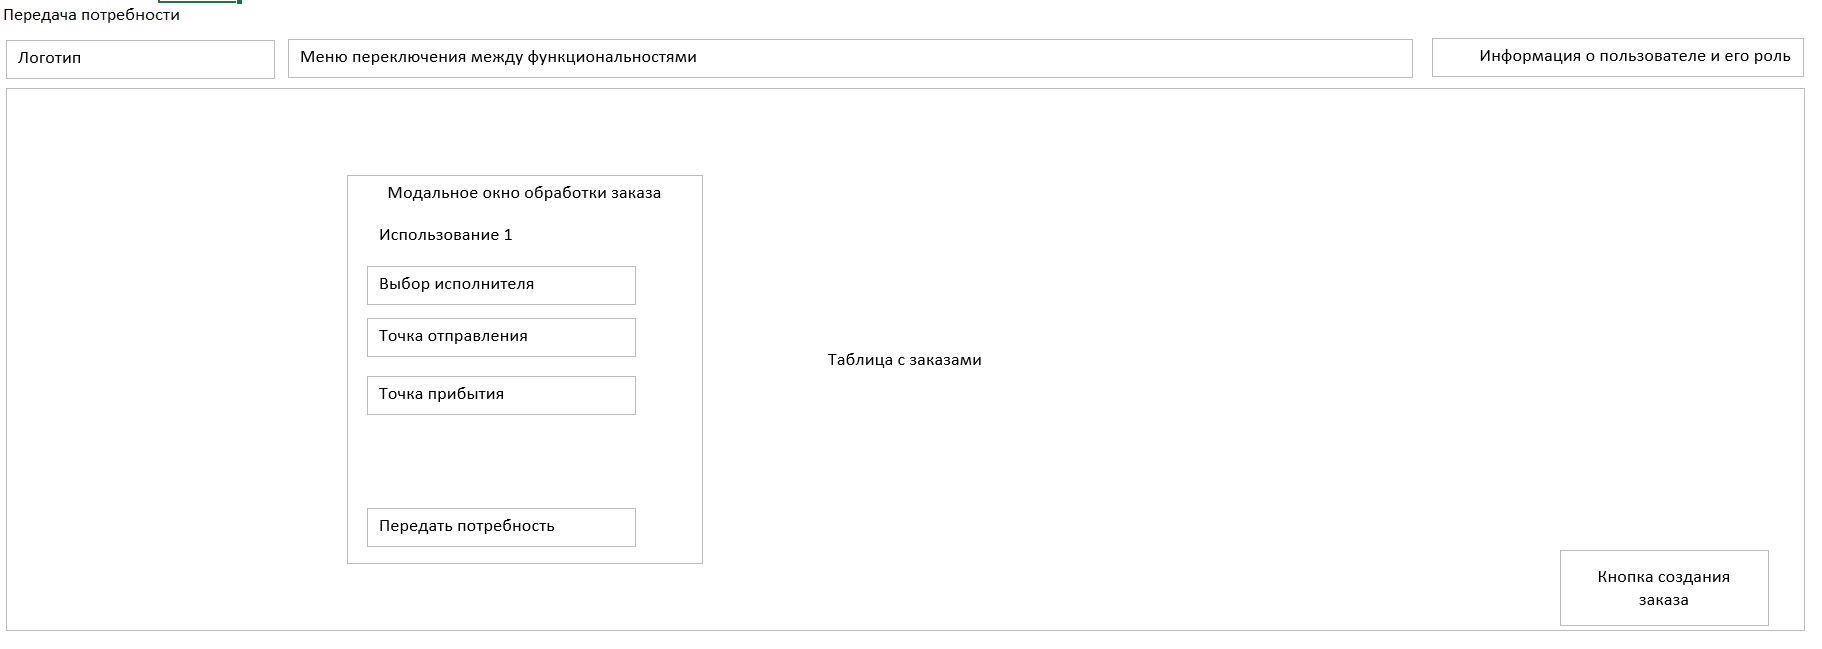 Передача потребности
Логотип
Меню переключения между функциональностями
Информация о пользователе и его роль
Модальное окно обработки заказа
Использование 1
Выбор исполнителя
Точка отправления
Точка прибытия
Передать потребность
Таблица с заказами
Кнопка создания
заказа